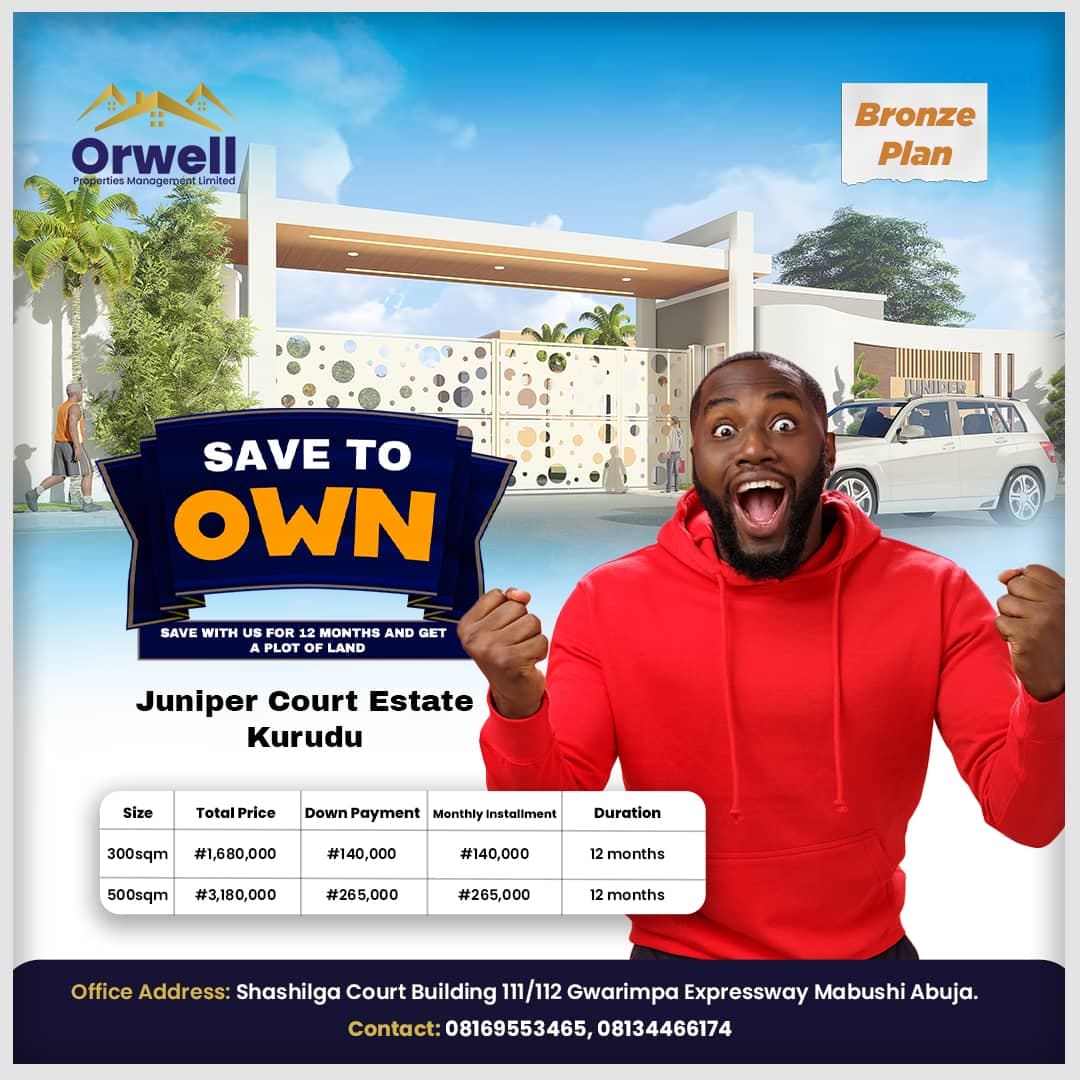 Orwell
Properties Management Limited
Bronze
Plan
JUNIPER
SAVE TO
OWN
SAVE WITH US FOR 12 MONTHS AND GET
A PLOT OF LAND
Juniper Court Estate
Kurudu
Size Total Price Down Payment Monthly Installment Duration
300sqm #1,680,000 #140,000 #140,000 12 months
500sqm #3,180,000 #265,000 #265,000 12 months
Office Address: Shashilga Court Building 111/112 Gwarimpa Expressway Mabushi Abuja.
Contact: 08169553465, 08134466174